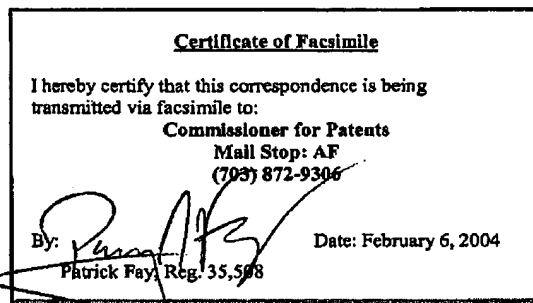 Certificate of Facsimile
I hereby certify that this correspondence is being
transmitted via facsimile to:
Commissioner for Patents
Mail Stop: AF
(703) 872-9306
By: Date: February 6, 2004
Patrick Fay, Reg. 35,508